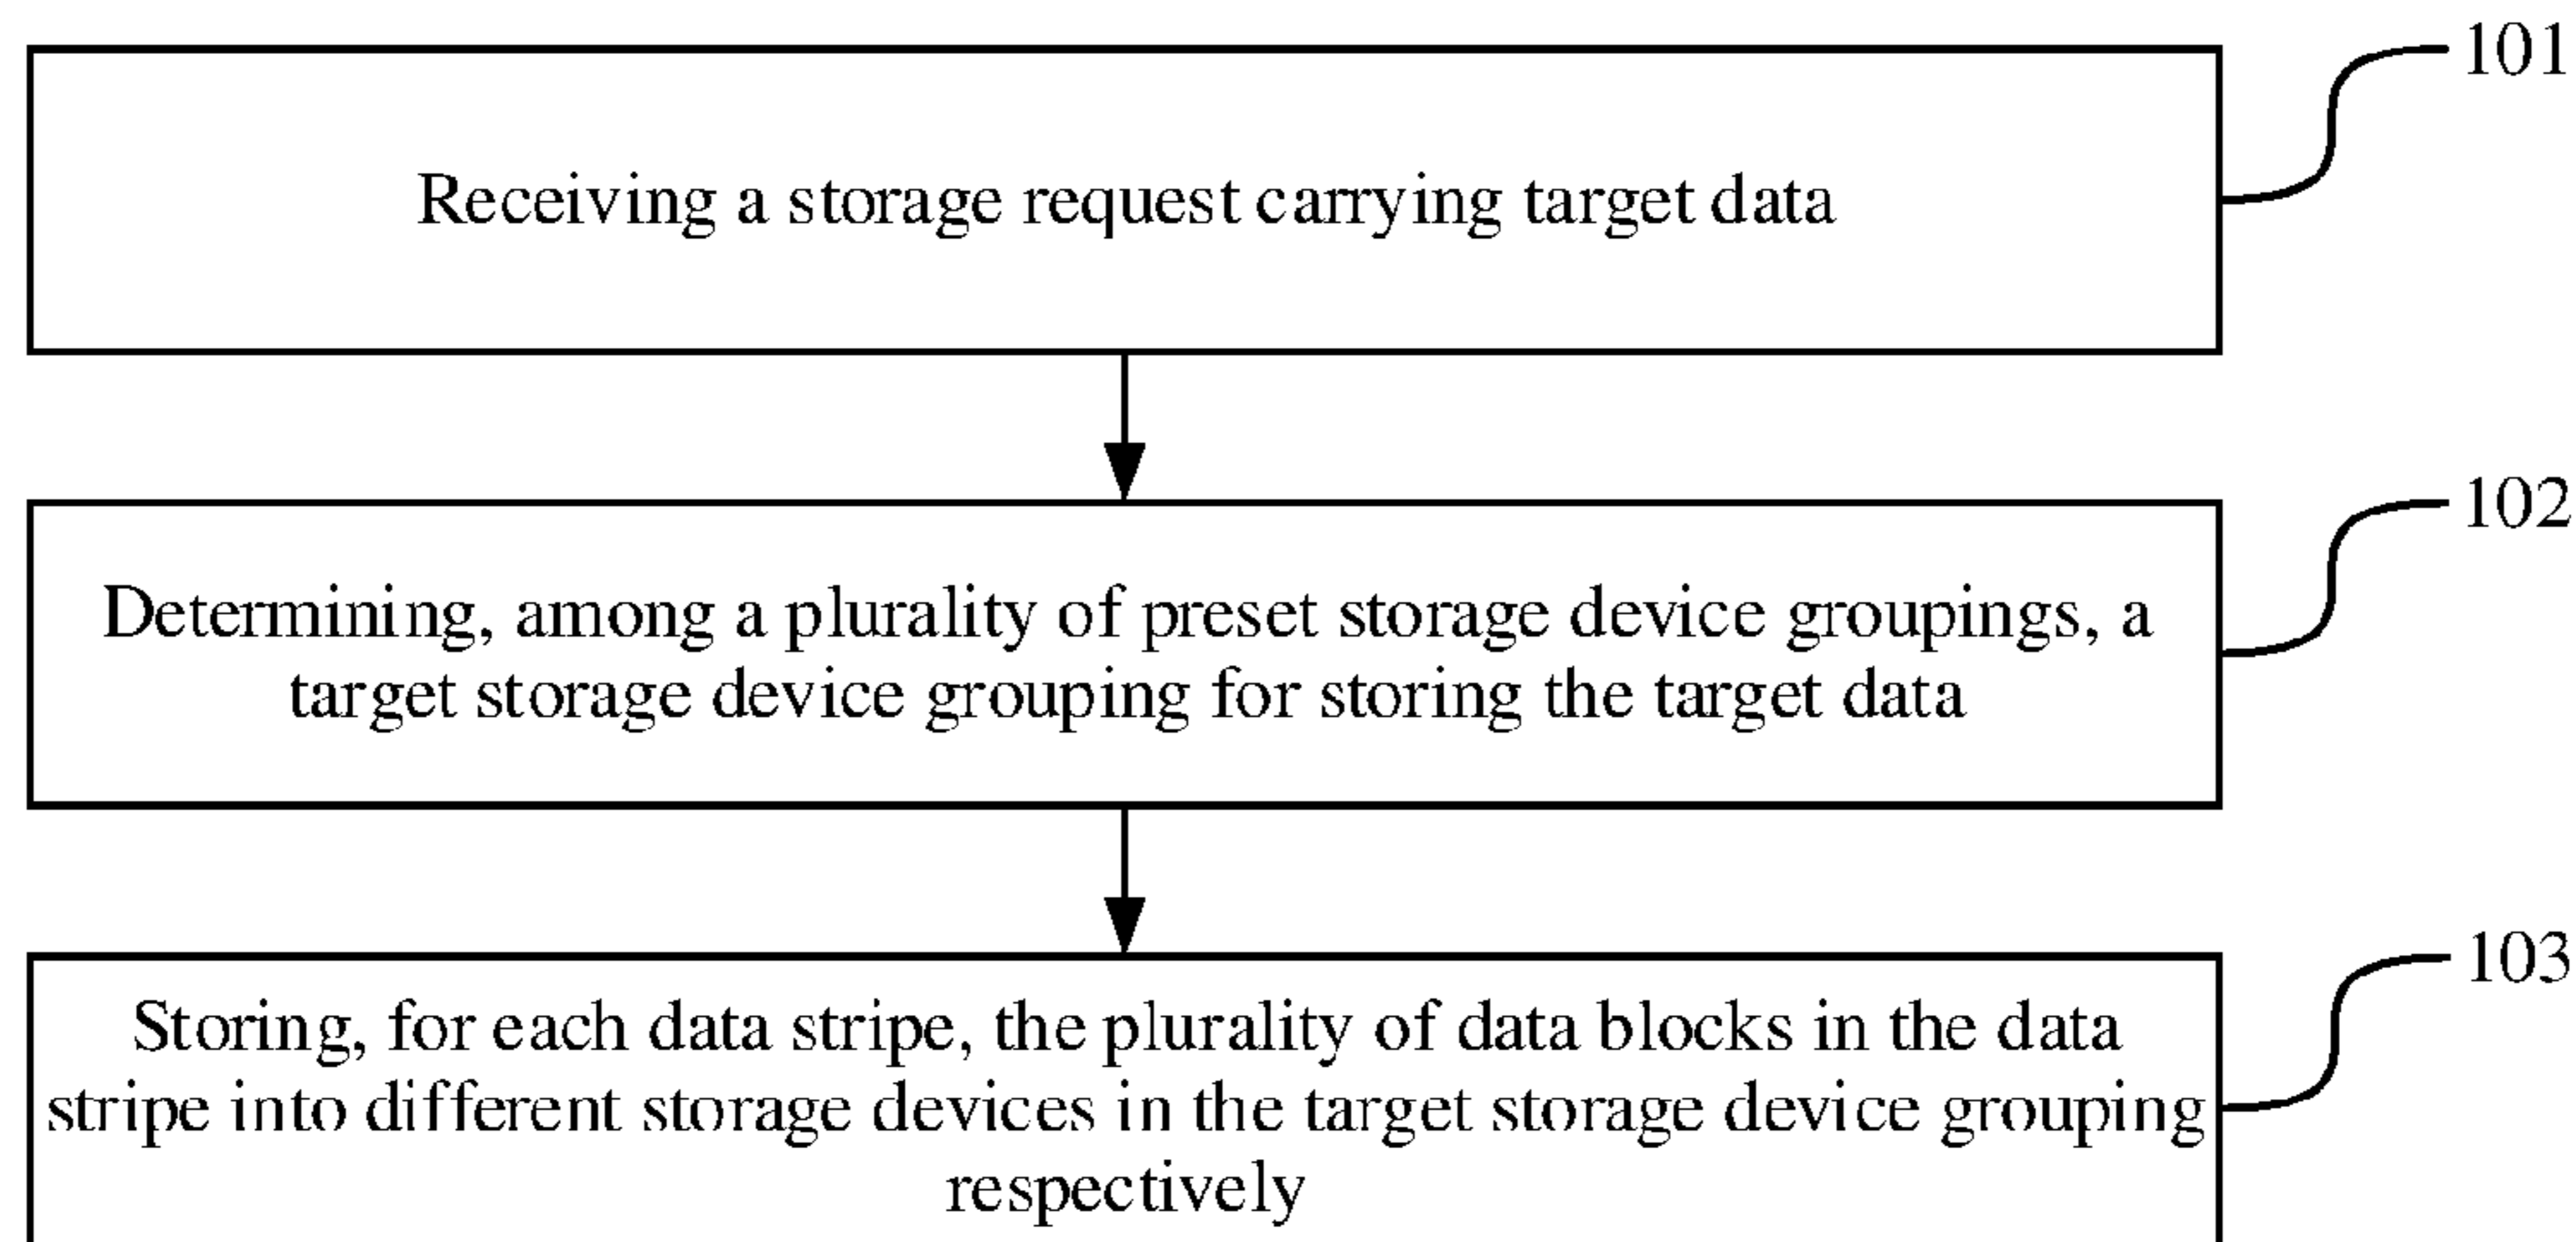 101
Receiving a storage request carrying target data
102
Determining, among a plurality of preset storage device groupings, a
target storage device grouping for storing the target data
103
Storing, for each data stripe, the plurality of data blocks in the data
stripe into different storage devices in the target storage device grouping
respectively